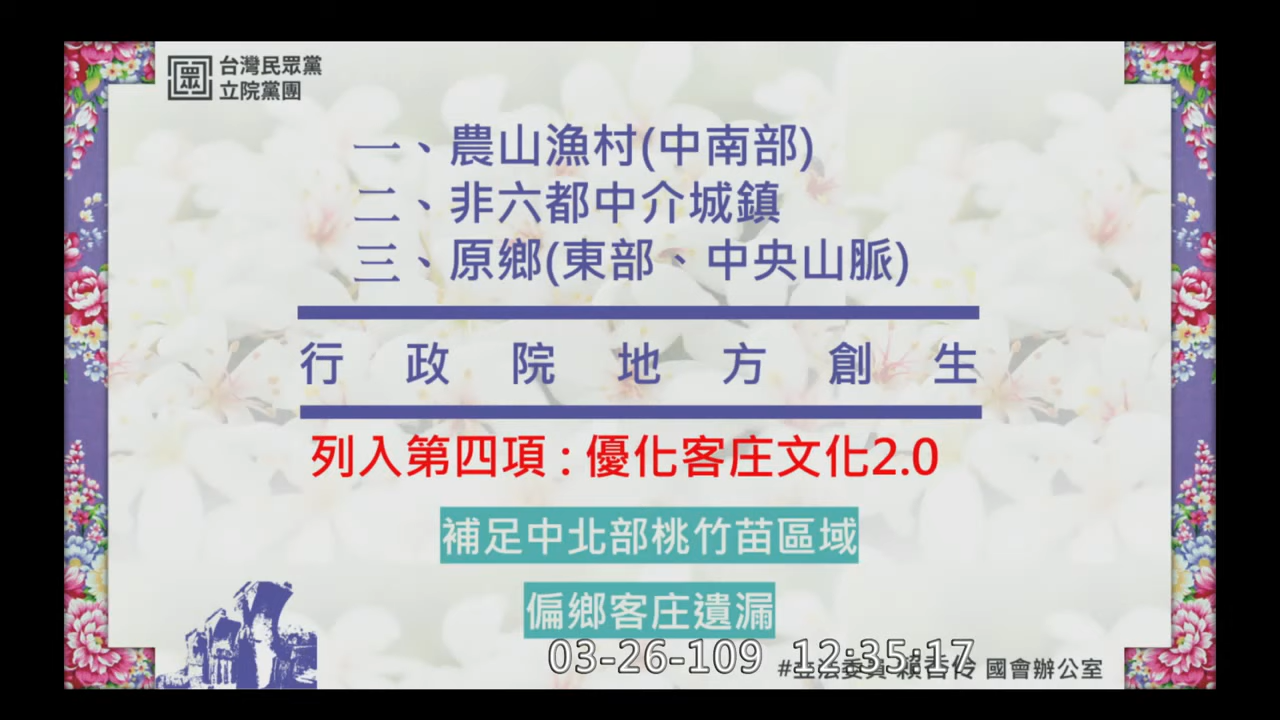 台灣民眾黨
立院黨團
一、農山漁村(中南部)
二、非六都中介城鎮
三、原鄉(東部、中央山脈)
行政院地方創生
列入第四項:優化客庄文化2.0
補足中北部桃竹苗區域
偏鄉客庄遺漏
03-26-109 12:35:17
國會辦公室